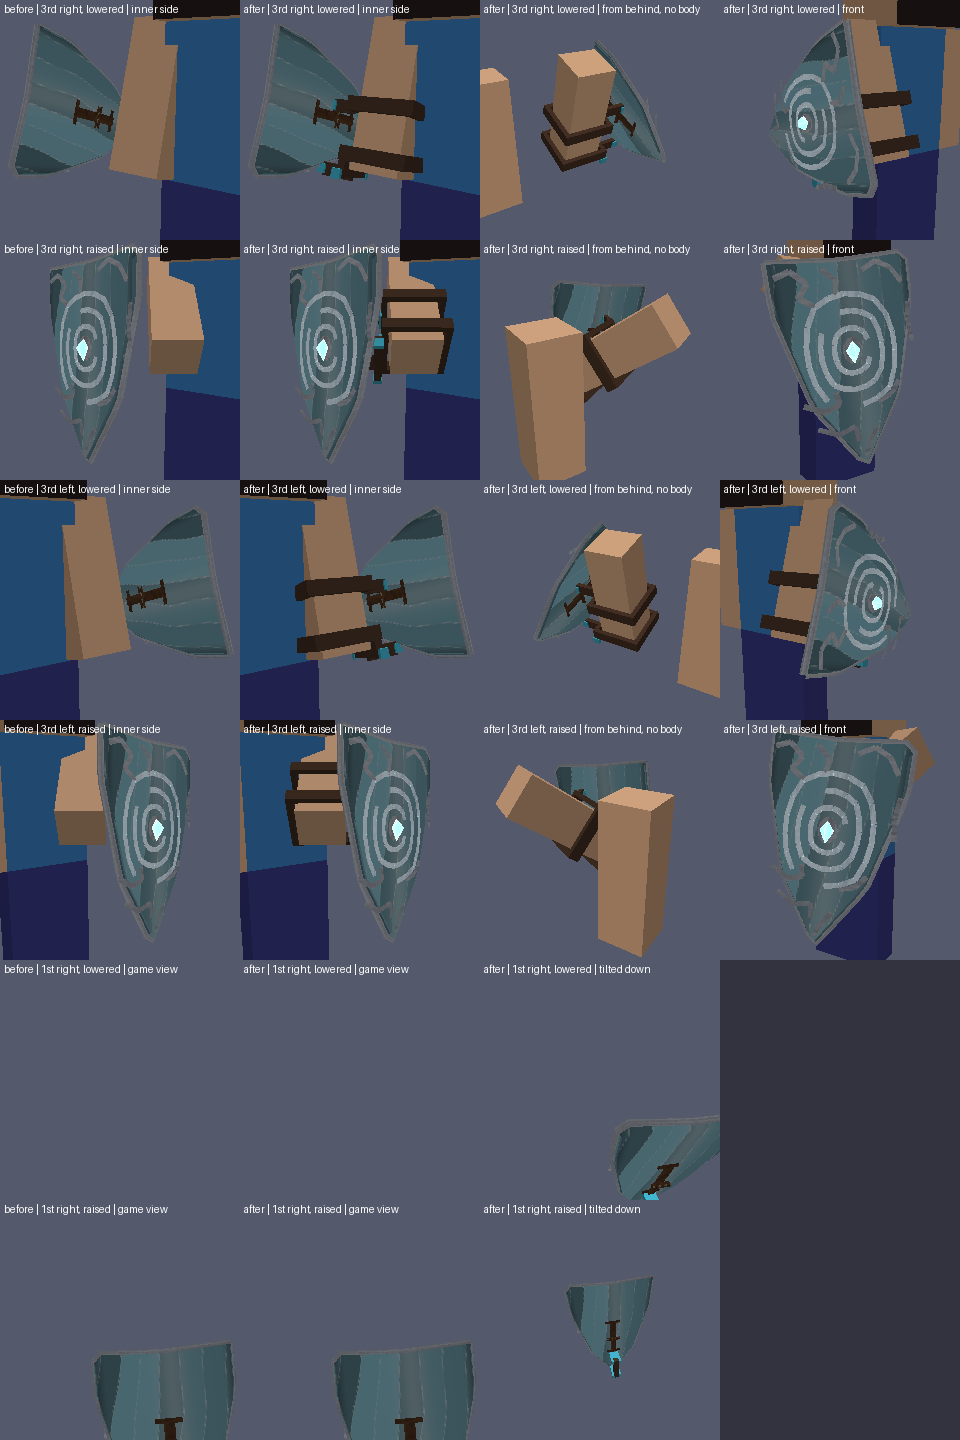 before | 3rd right, lowered | inner side
after | 3rd right, lowered | inner side
after | 3rd right, lowered | from behind, no body
after | 3rd right, lowered | front
before | 3rd right, raised | inner side
after | 3rd right, raised | inner side
after | 3rd right, raised | from behind, no body
after | 3rd right, raised | front
before | 3rd left, lowered | inner side
after | 3rd left, lowered | inner side
after | 3rd left, lowered | from behind, no body
after | 3rd left, lowered | front
before | 3rd left, raised | inner side
after | 3rd left, raised | inner side
after | 3rd left, raised | from behind, no body
after | 3rd left, raised | front
before | 1st right, lowered | game view
after | 1st right, lowered | game view
after | 1st right, lowered | tilted down
before | 1st right, raised | game view
after | 1st right, raised | game view
after | 1st right, raised | tilted down